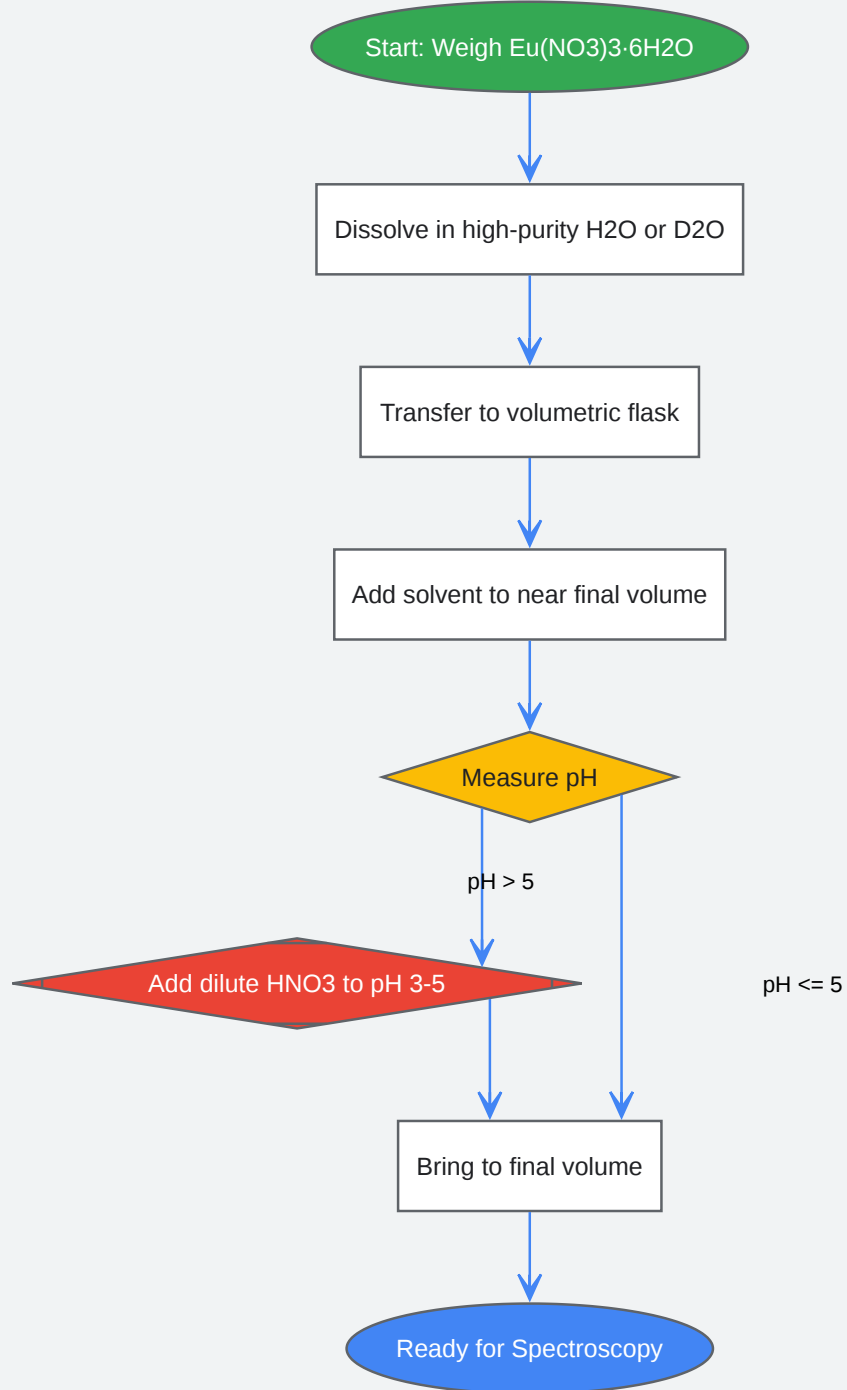 Start: Weigh Eu(NO3)3·6H2O
Dissolve in high-purity H2O or D2O
Transfer to volumetric flask
Add solvent to near final volume
Measure pH
pH > 5
Add dilute HNO3 to pH 3-5
pH <= 5
Bring to final volume
Ready for Spectroscopy